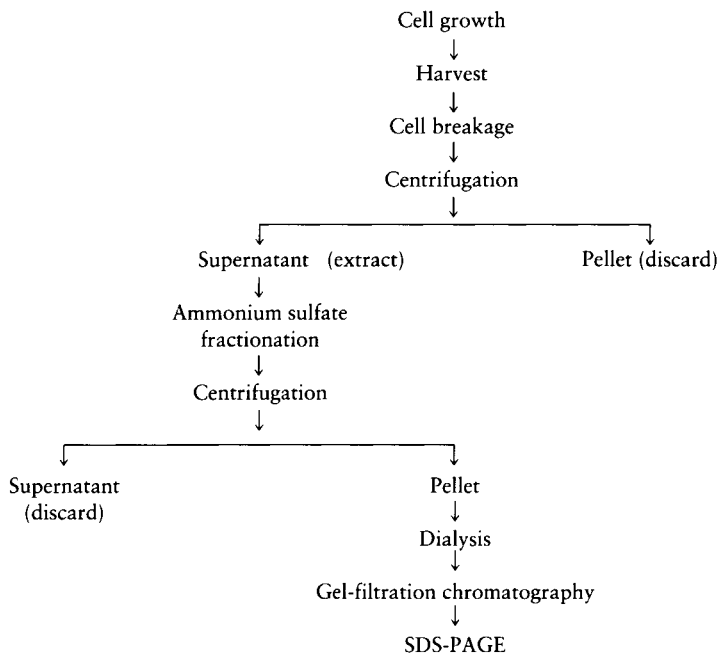 Cell growth
Harvest
Cell breakage
Centrifugation
Supernatant (extract)
Pellet (discard)
Ammonium sulfate
fractionation
Centrifugation
Supernatant
(discard)
Pellet
Dialysis
Gel-filtration chromatography
SDS-PAGE